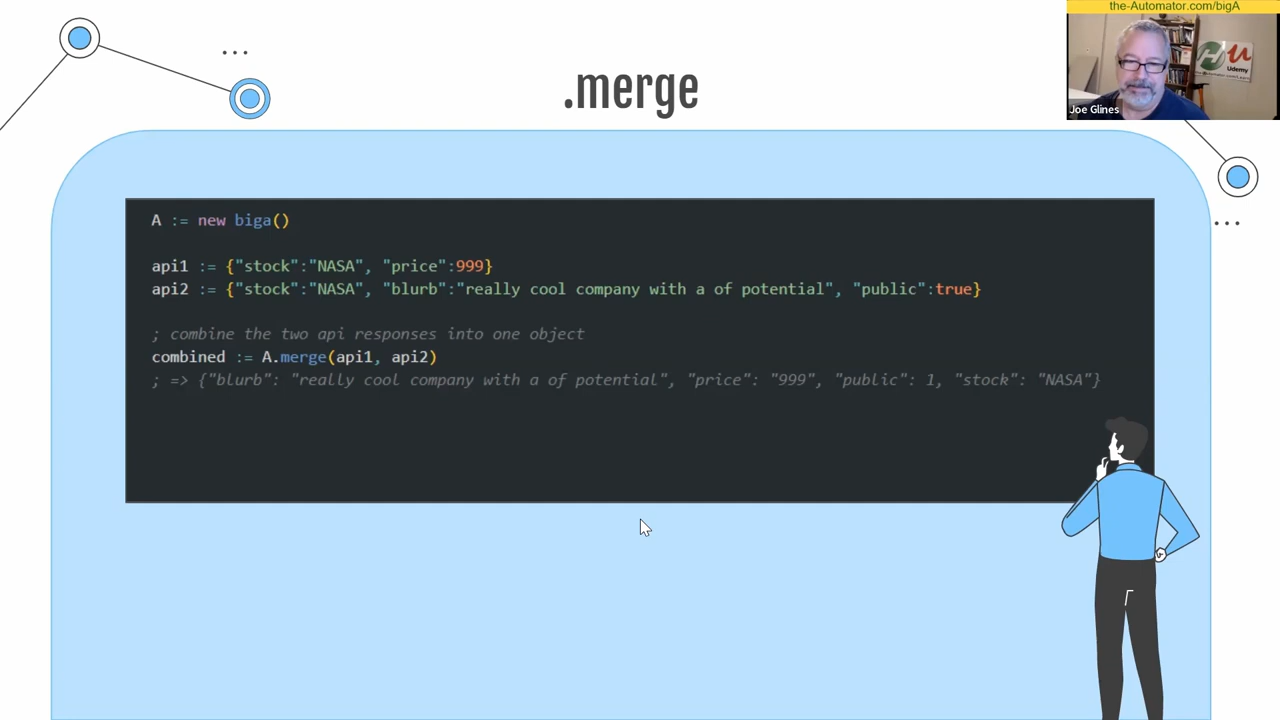 the-Automator.com/bigA
Udemy
Joe Glines
...
.merge
...
A := new biga()
api1 := {"stock":"NASA", "price":999}
api2 := {"stock":"NASA", "blurb":"really cool company with a of potential", "public":true}
; combine the two api responses into one object
combined := A.merge(api1, api2)
; => {"blurb": "really cool company with a of potential", "price": "999", "public": 1, "stock": "NASA"}